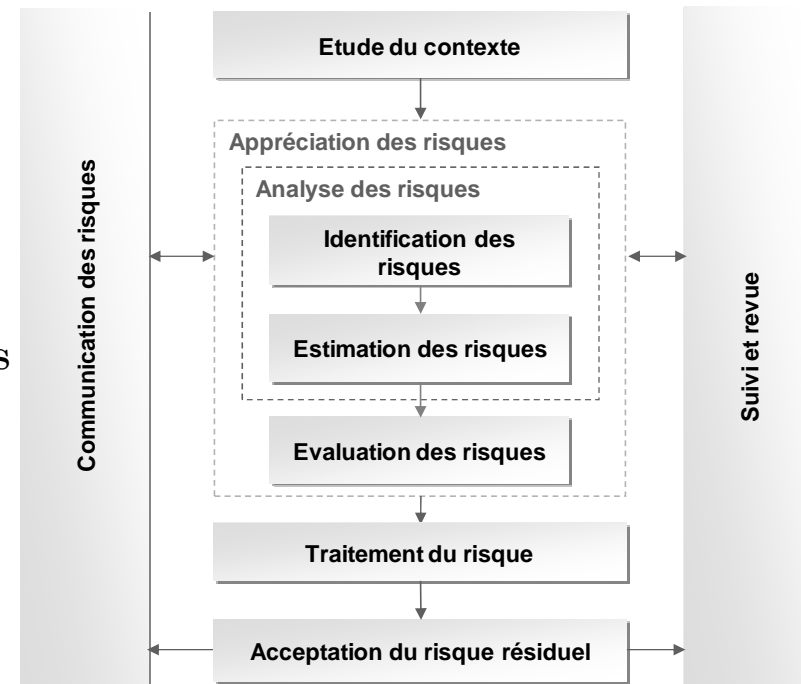 Etude du contexte
Appréciation des risques
Analyse des risques
Identification des
risques
Estimation des risques
Evaluation des risques
Traitement du risque
Acceptation du risque résiduel
Communication des risques
Suivi et revue
s